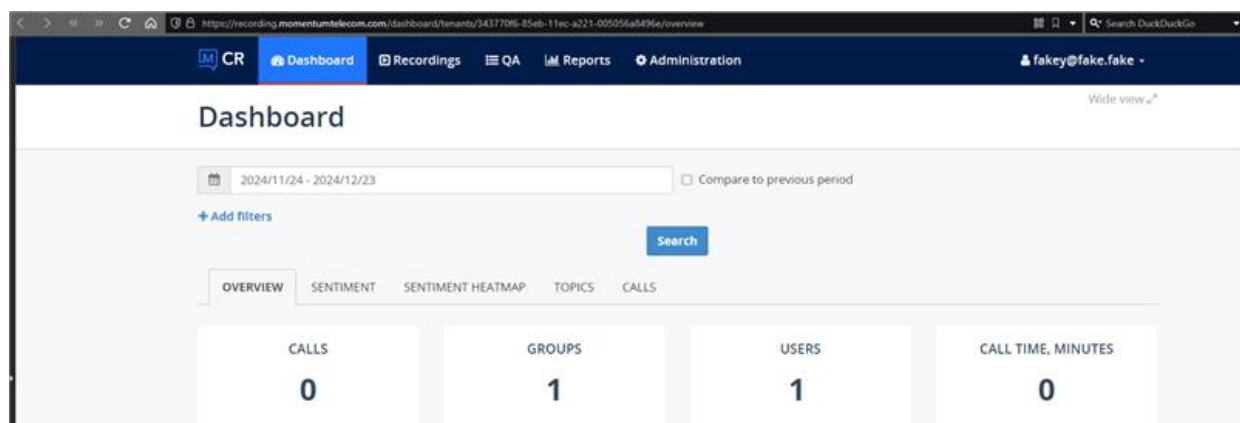 https://recording.momentumtelecom.com/dashboard/tenants/343770f6-85eb-11ec-a221-005056a8496e/overview Search DuckDuckGo
M CR Dashboard Recordings QA Reports Administration fakey@fake.fake
Wide view
Dashboard
2024/11/24 - 2024/12/23 Compare to previous period
+ Add filters
Search
OVERVIEW SENTIMENT SENTIMENT HEATMAP TOPICS CALLS
CALLS GROUPS USERS CALL TIME, MINUTES
0 1 1 0